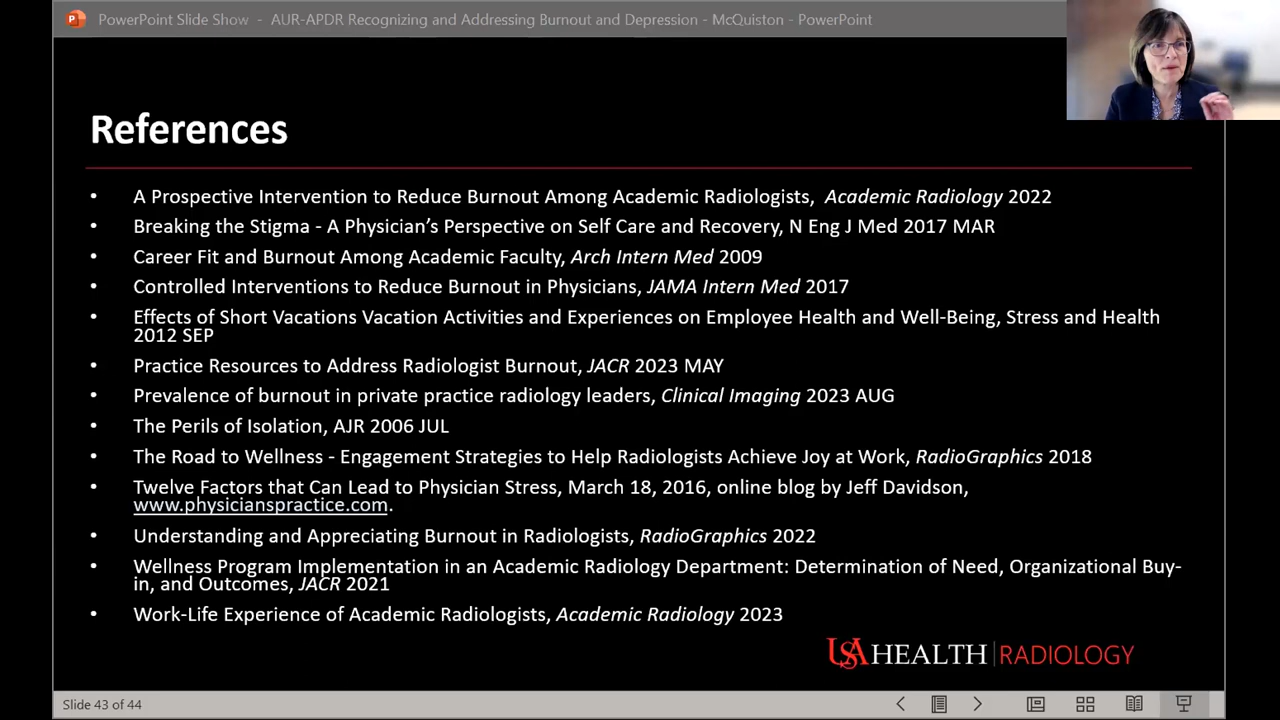 PowerPoint Slide Show - AUR-APDR Recognizing and Addressing Burnout and Depression - McQuiston - PowerPoint
References
• A Prospective Intervention to Reduce Burnout Among Academic Radiologists, Academic Radiology 2022
• Breaking the Stigma - A Physician’s Perspective on Self Care and Recovery, N Eng J Med 2017 MAR
• Career Fit and Burnout Among Academic Faculty, Arch Intern Med 2009
• Controlled Interventions to Reduce Burnout in Physicians, JAMA Intern Med 2017
• Effects of Short Vacations Vacation Activities and Experiences on Employee Health and Well-Being, Stress and Health
2012 SEP
• Practice Resources to Address Radiologist Burnout, JACR 2023 MAY
• Prevalence of burnout in private practice radiology leaders, Clinical Imaging 2023 AUG
• The Perils of Isolation, AJR 2006 JUL
• The Road to Wellness - Engagement Strategies to Help Radiologists Achieve Joy at Work, RadioGraphics 2018
• Twelve Factors that Can Lead to Physician Stress, March 18, 2016, online blog by Jeff Davidson,
www.physicianspractice.com.
• Understanding and Appreciating Burnout in Radiologists, RadioGraphics 2022
• Wellness Program Implementation in an Academic Radiology Department: Determination of Need, Organizational Buy-
in, and Outcomes, JACR 2021
• Work-Life Experience of Academic Radiologists, Academic Radiology 2023
USA HEALTH | RADIOLOGY
Slide 43 of 44